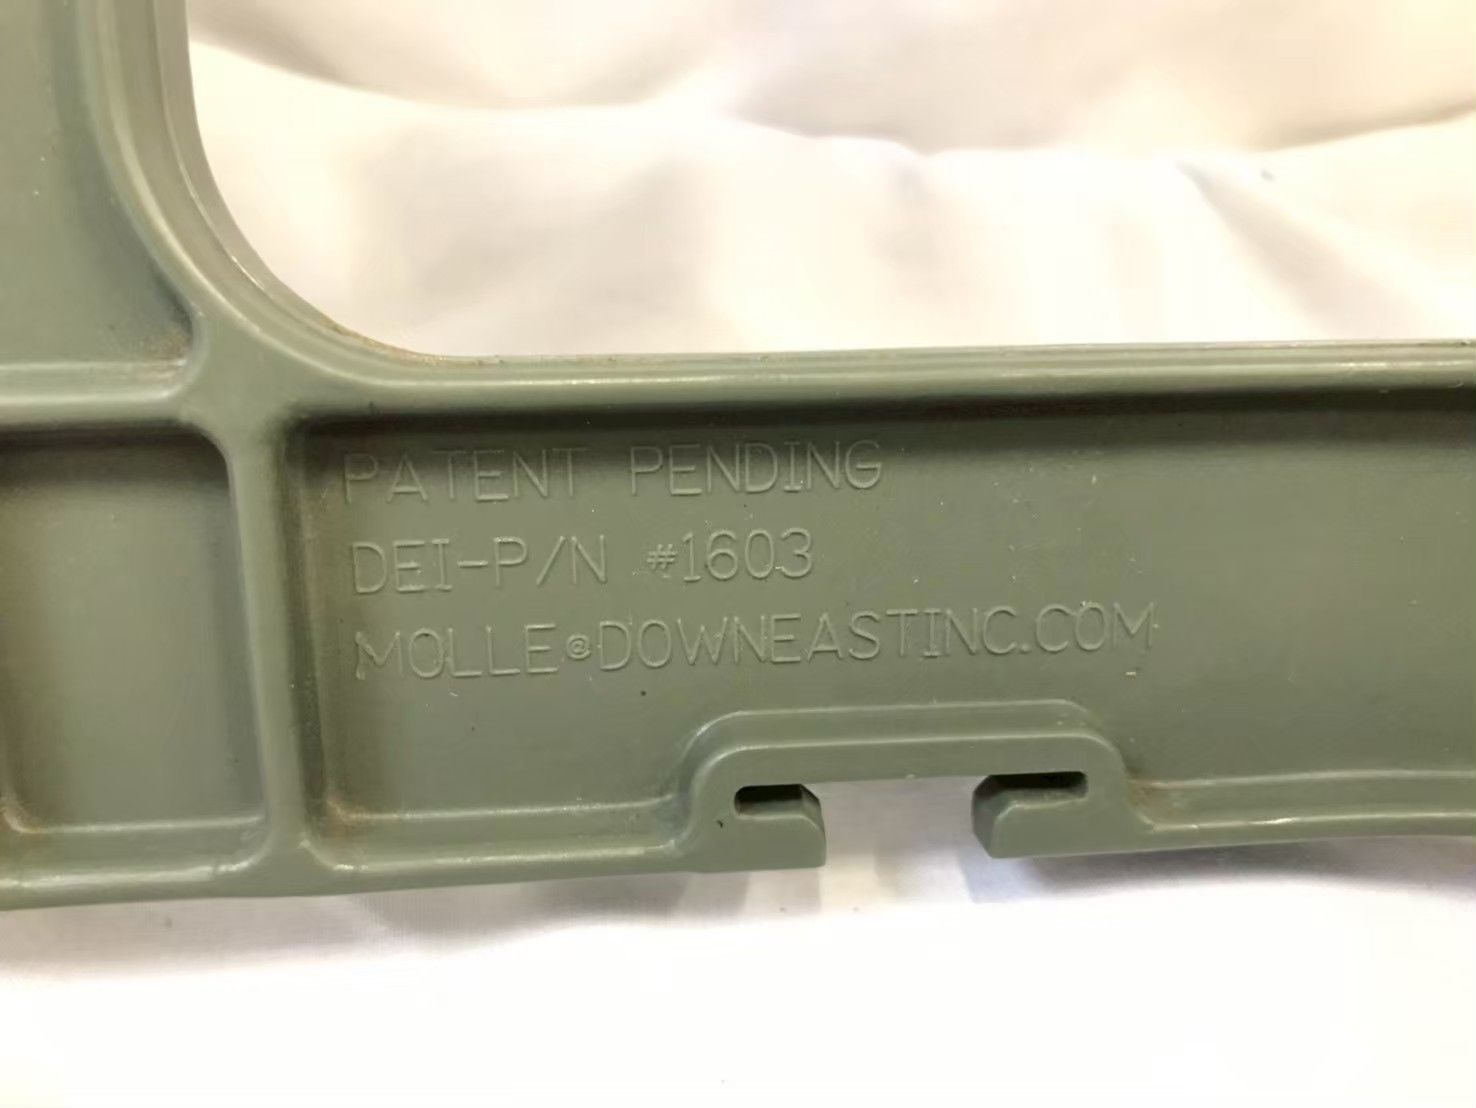 PATENT PENDING
DEI-P/N #1603
MOLLE@DOWNEASTINC.COM